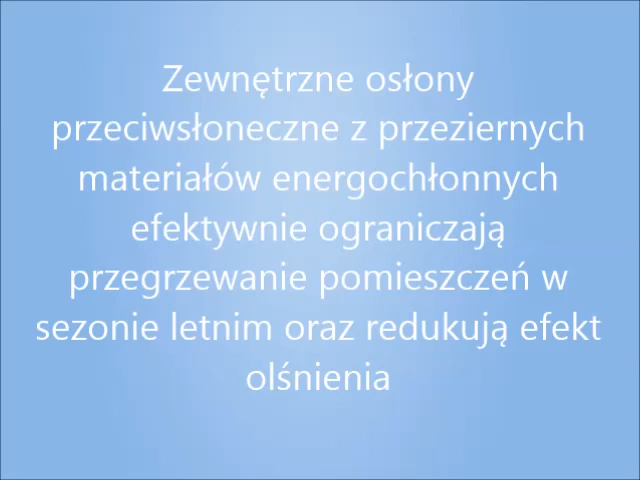 Zewnętrzne osłony
przeciwsłoneczne z przeziernych
materiałów energochłonnych
efektywnie ograniczają
przegrzewanie pomieszczeń w
sezonie letnim oraz redukują efekt
olśnienia